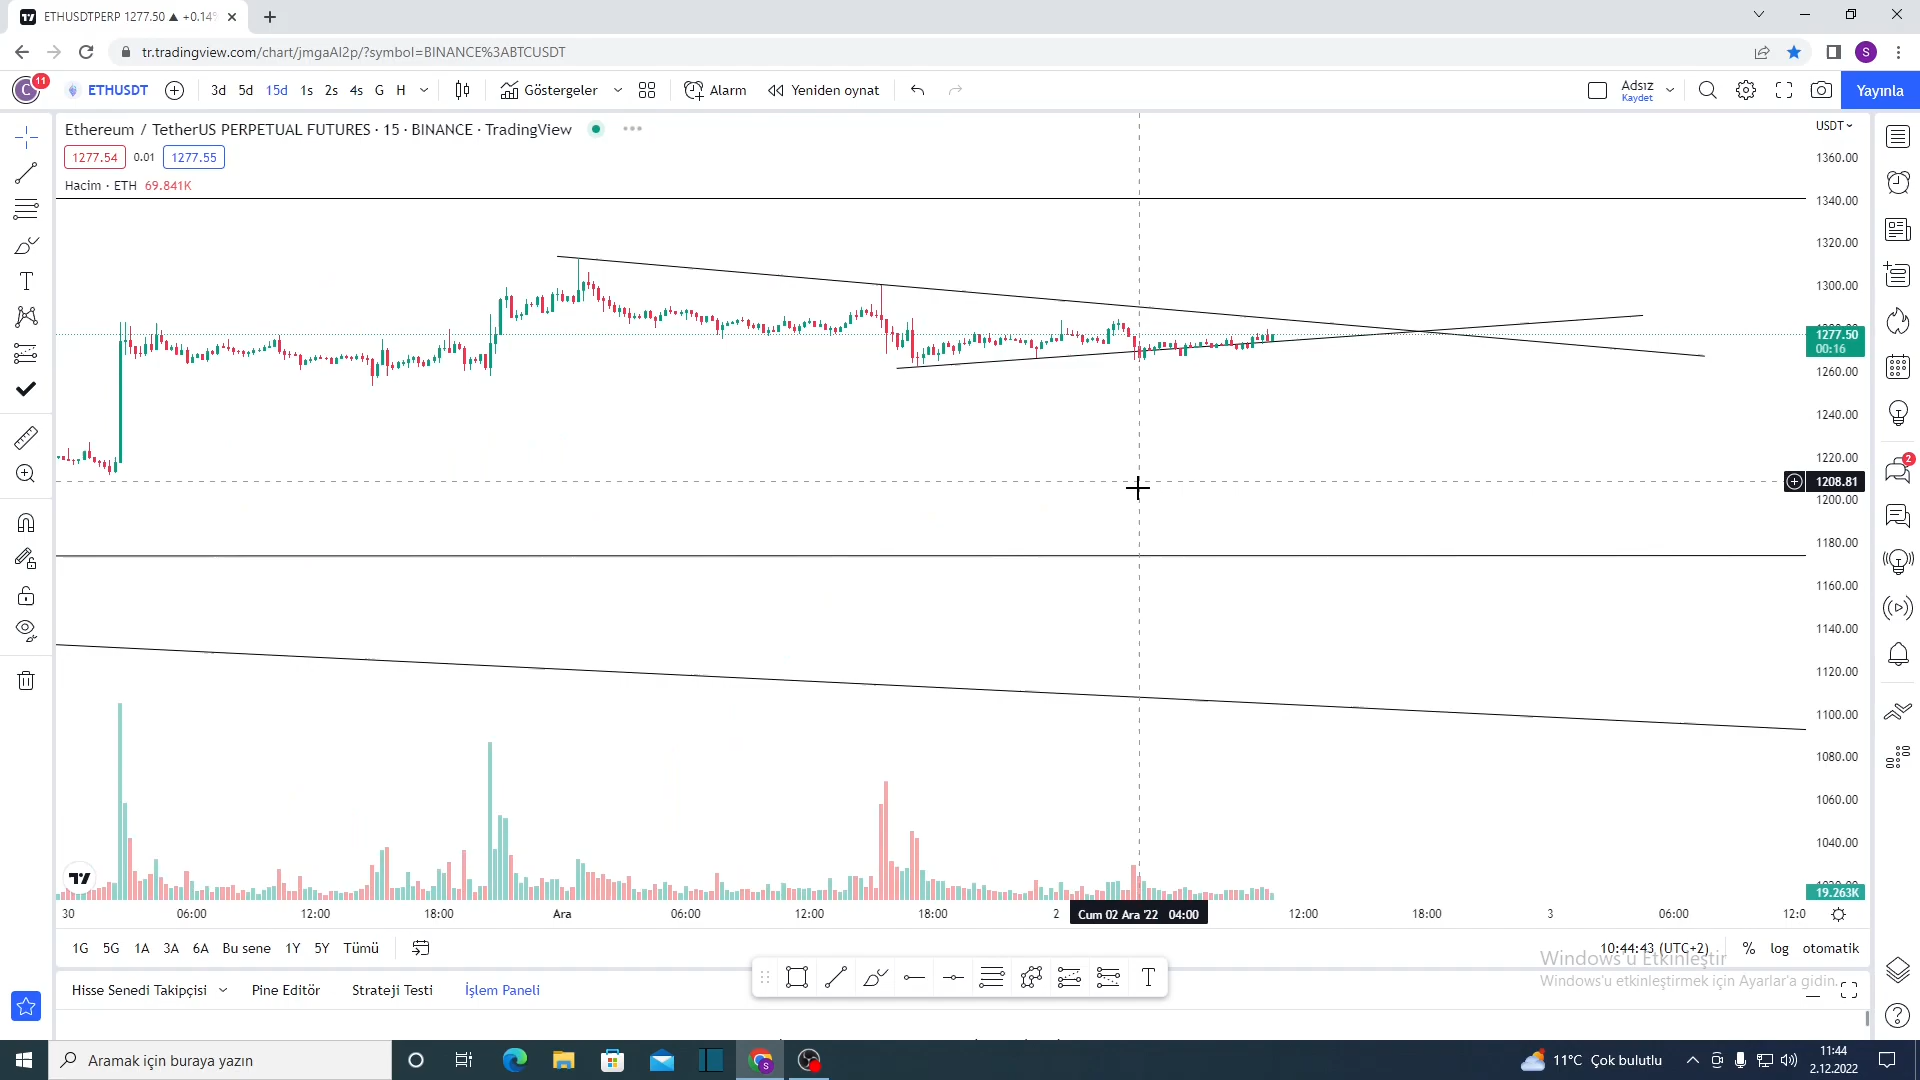 ETHUSDTPERP 1277.50 ▲ +0.14%
tr.tradingview.com/chart/jmgaAl2p/?symbol=BINANCE%3ABTCUSDT
S
C 11 ETHUSDT 3d 5d 15d 1s 2s 4s G H Göstergeler Alarm Yeniden oynat Adsız Kaydet Yayınla
Ethereum / TetherUS PERPETUAL FUTURES · 15 · BINANCE · TradingView
USDT
1277.54 0.01 1277.55
Hacim · ETH 69.841K
1360.00
1340.00
1320.00
1300.00
1277.50
00:16
1260.00
1240.00
1220.00
2
1208.81
1200.00
1180.00
1160.00
1140.00
1120.00
1100.00
1080.00
1060.00
1040.00
19.263K
30 06:00 12:00 18:00 Ara 06:00 12:00 18:00 2 Cum 02 Ara '22 04:00 12:00 18:00 3 06:00 12:0
1G 5G 1A 3A 6A Bu sene 1Y 5Y Tümü 10:44:43 (UTC+2) % log otomatik
Windows'u Etkinleştir
Windows'u etkinleştirmek için Ayarlar'a gidin.
Hisse Senedi Takipçisi Pine Editör Strateji Testi İşlem Paneli
Aramak için buraya yazın
11°C Çok bulutlu
11:44
2.12.2022